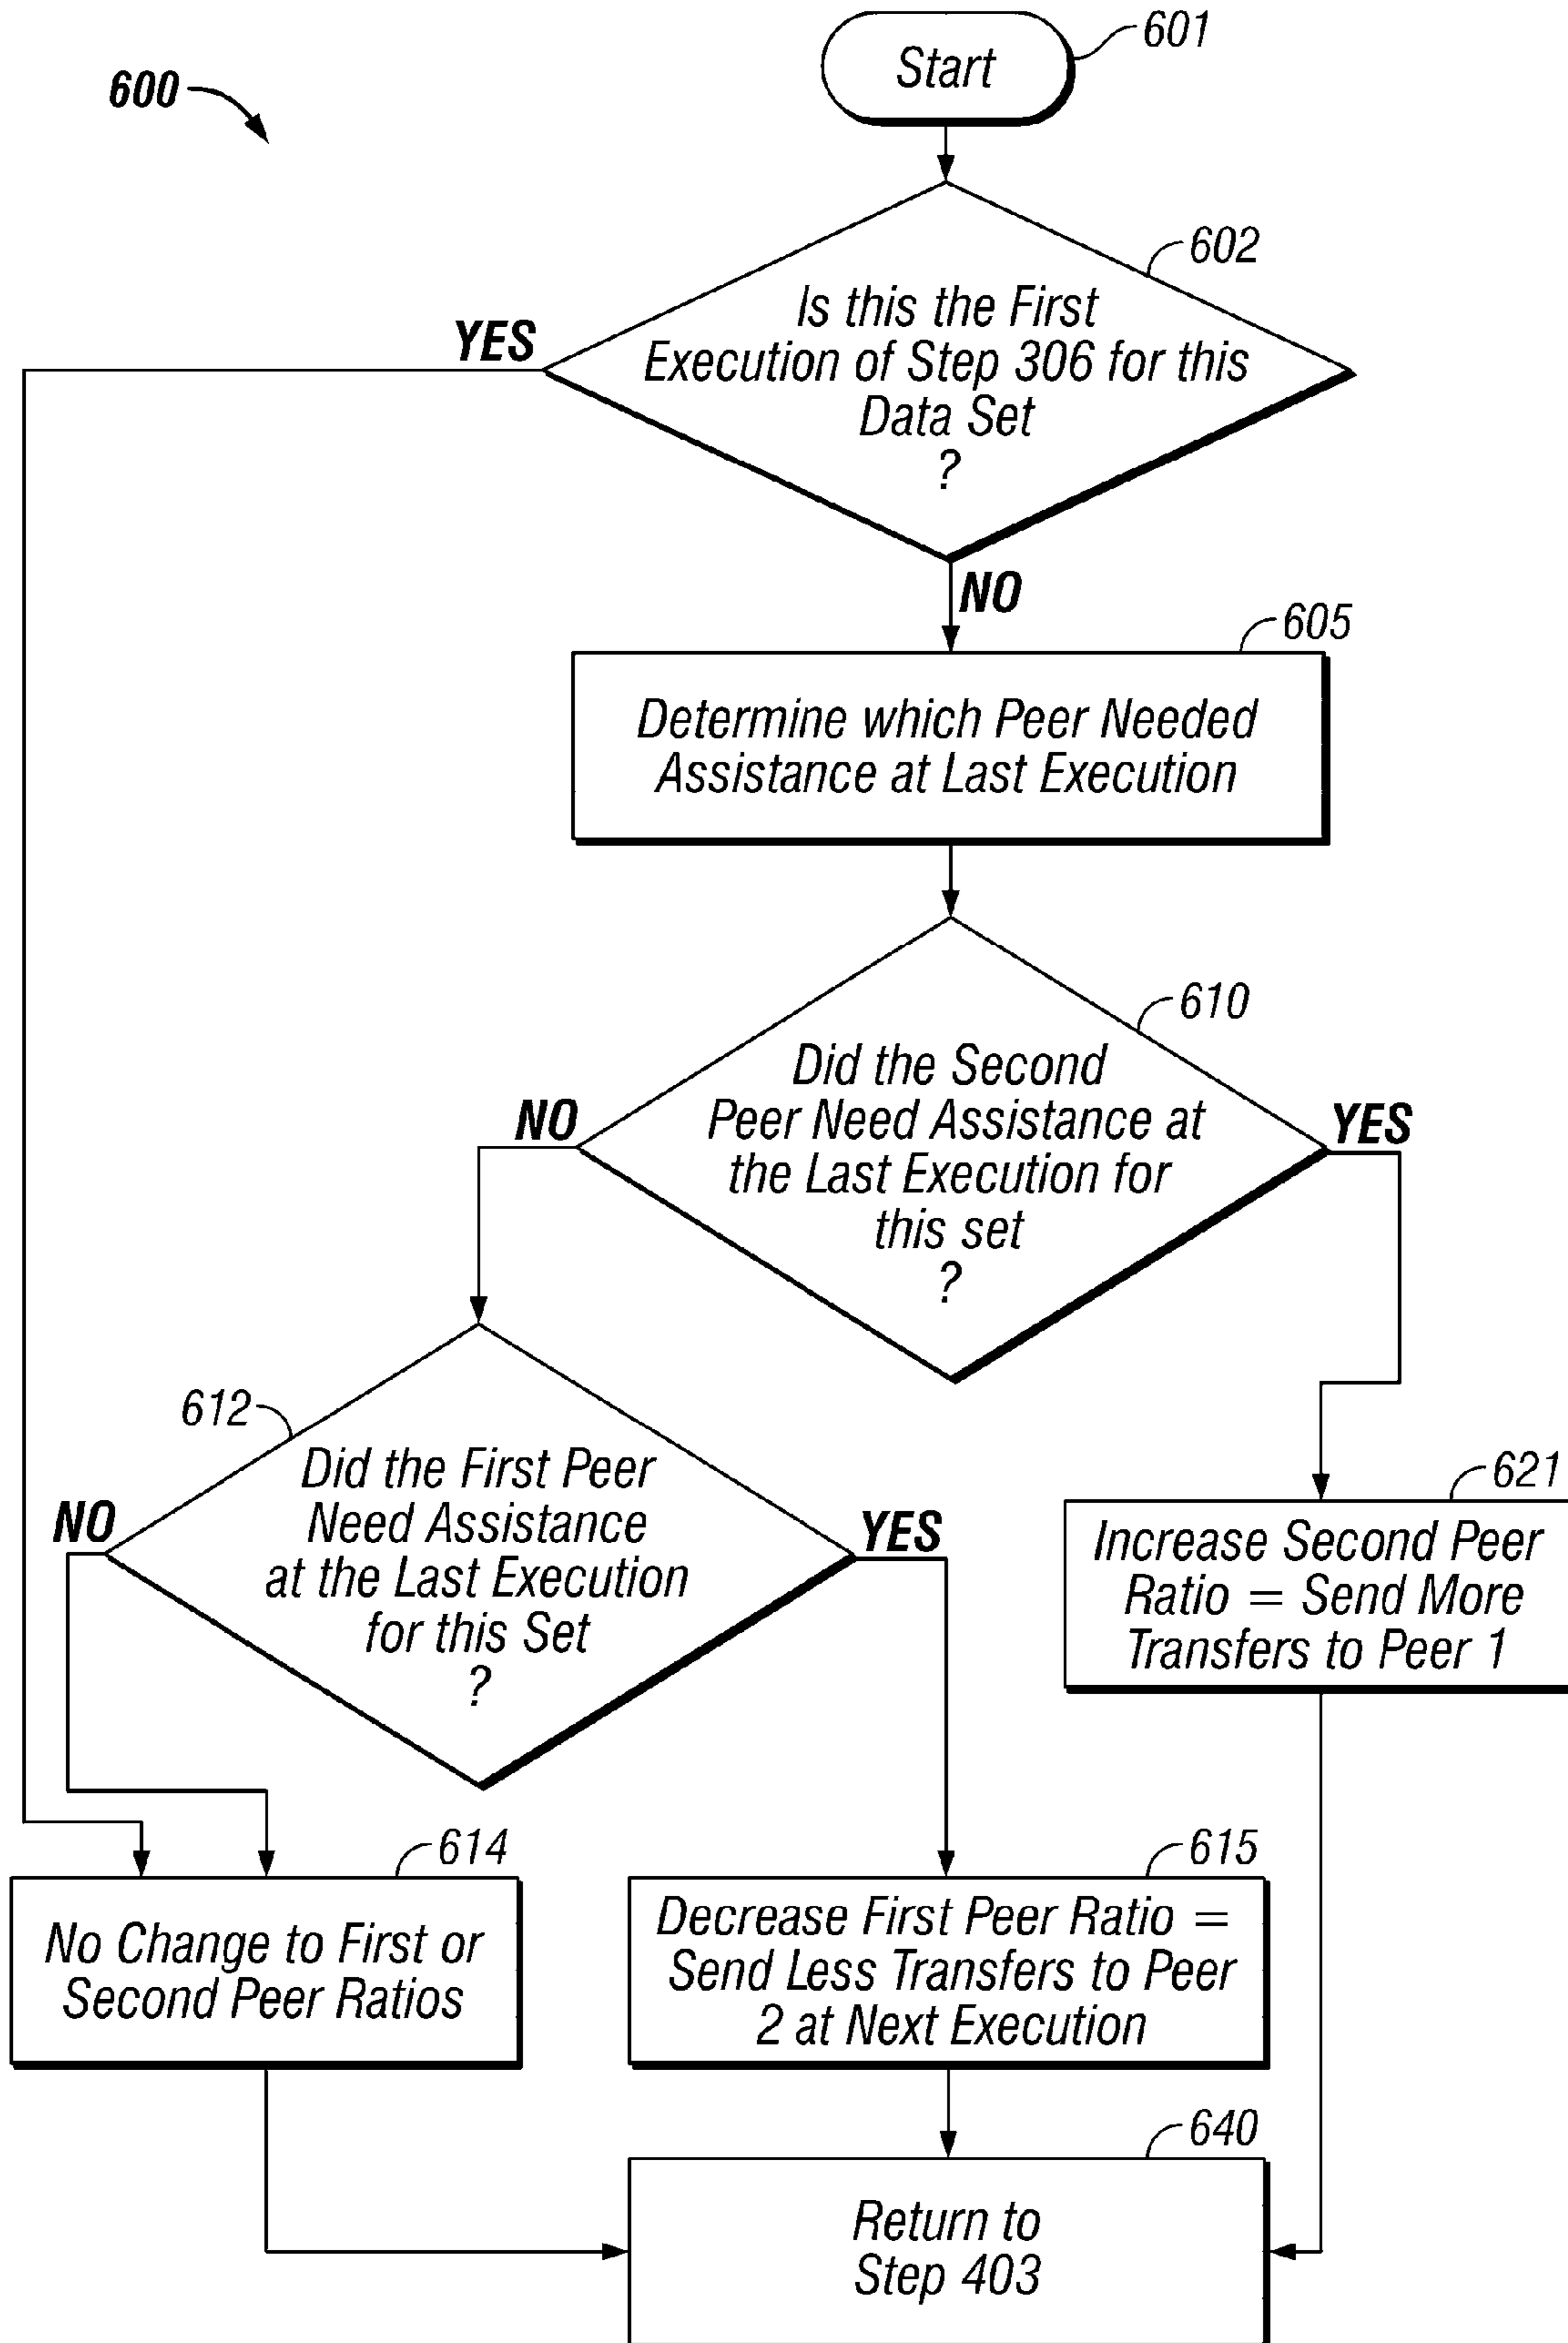 601
Start
600
602
Is this the First
Execution of Step 306 for this
Data Set
?
YES
NO
605
Determine which Peer Needed
Assistance at Last Execution
610
Did the Second
Peer Need Assistance at
the Last Execution for
this set
?
NO
YES
612
Did the First Peer
Need Assistance
at the Last Execution
for this Set
?
NO
YES
621
Increase Second Peer
Ratio = Send More
Transfers to Peer 1
614
No Change to First or
Second Peer Ratios
615
Decrease First Peer Ratio =
Send Less Transfers to Peer
2 at Next Execution
640
Return to
Step 403